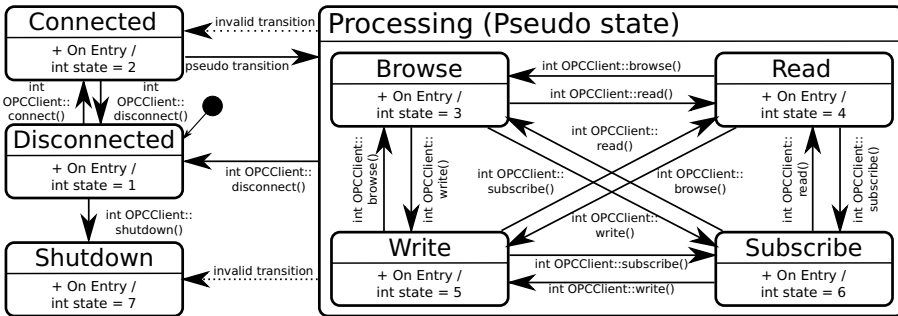 Connected
+ On Entry /
int state = 2
invalid transition
pseudo transition
int
OPCClient::
connect()
int
OPCClient::
disconnect()
Disconnected
+ On Entry /
int state = 1
int OPCClient::
disconnect()
int OPCClient::
shutdown()
Shutdown
+ On Entry /
int state = 7
invalid transition
Processing (Pseudo state)
Browse
+ On Entry /
int state = 3
int OPCClient::browse()
int OPCClient::read()
Read
+ On Entry /
int state = 4
int OPCClient::
browse()
int OPCClient::
write()
int OPCClient::
subscribe()
int OPCClient::
read()
int OPCClient::
browse()
int OPCClient::
write()
int OPCClient::
read()
int OPCClient::
subscribe()
Write
+ On Entry /
int state = 5
int OPCClient::subscribe()
int OPCClient::write()
Subscribe
+ On Entry /
int state = 6